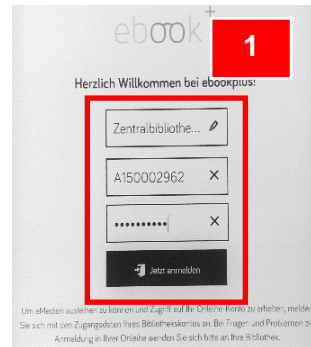 ebook+
1
Herzlich Willkommen bei ebookplus!
Zentralbibliothe...
A150002962
••••••••••
Jetzt anmelden
Um eMedien ausleihen zu können und Zugriff auf Ihr Onleihe-Konto zu erhalten, melden
Sie sich mit den Zugangsdaten Ihres Bibliothekskontos an. Bei Fragen und Problemen zu
Anmeldung in Ihrer Onleihe wenden Sie sich bitte an Ihre Bibliothek.